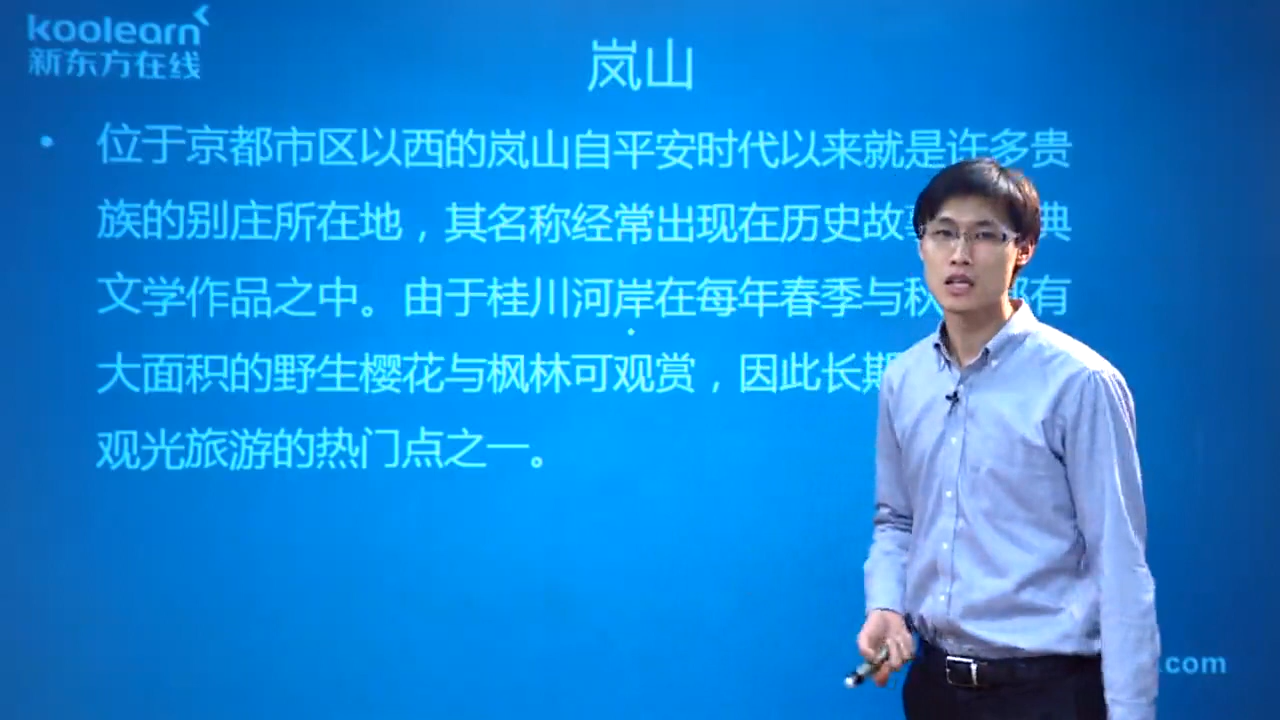 koolearn
新东方在线
岚山
• 位于京都市区以西的岚山自平安时代以来就是许多贵
族的别庄所在地，其名称经常出现在历史故 典
文学作品之中。由于桂川河岸在每年春季与秋 有
大面积的野生樱花与枫林可观赏，因此长期
观光旅游的热门点之一。
.com